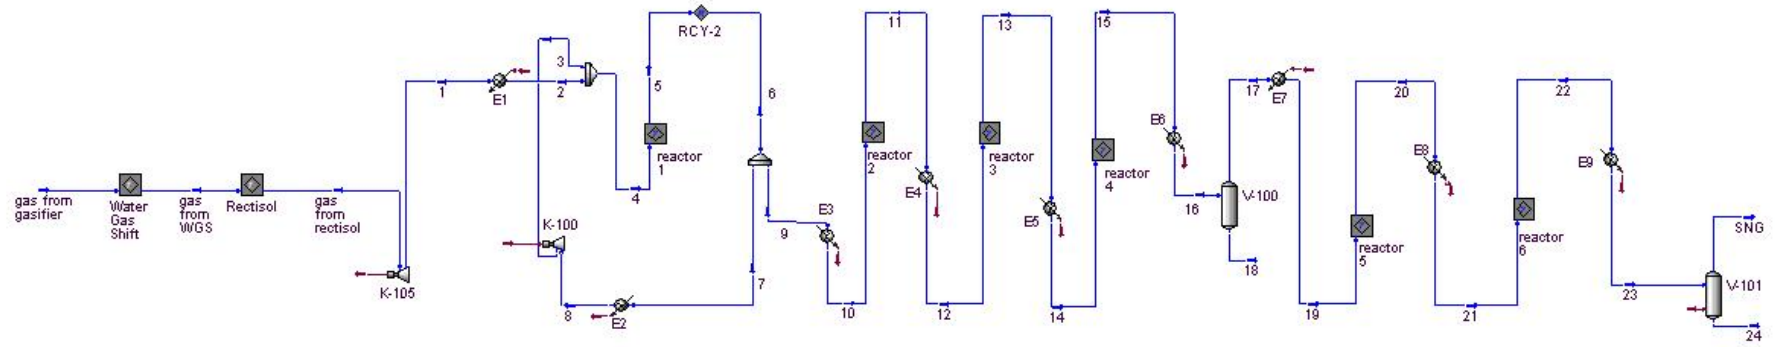 gas from
gasifier
Water
Gas
Shift
gas
from
WGS
Rectisol
gas
from
rectisol
K-105
1
E1
2
3
4
5
reactor
1
RCY-2
6
7
8
E2
K-100
9
E3
10
reactor
2
11
E4
12
reactor
3
13
E5
14
reactor
4
15
E6
16
V-100
17
18
E7
19
reactor
5
20
E8
21
reactor
6
22
E9
23
V-101
SNG
24